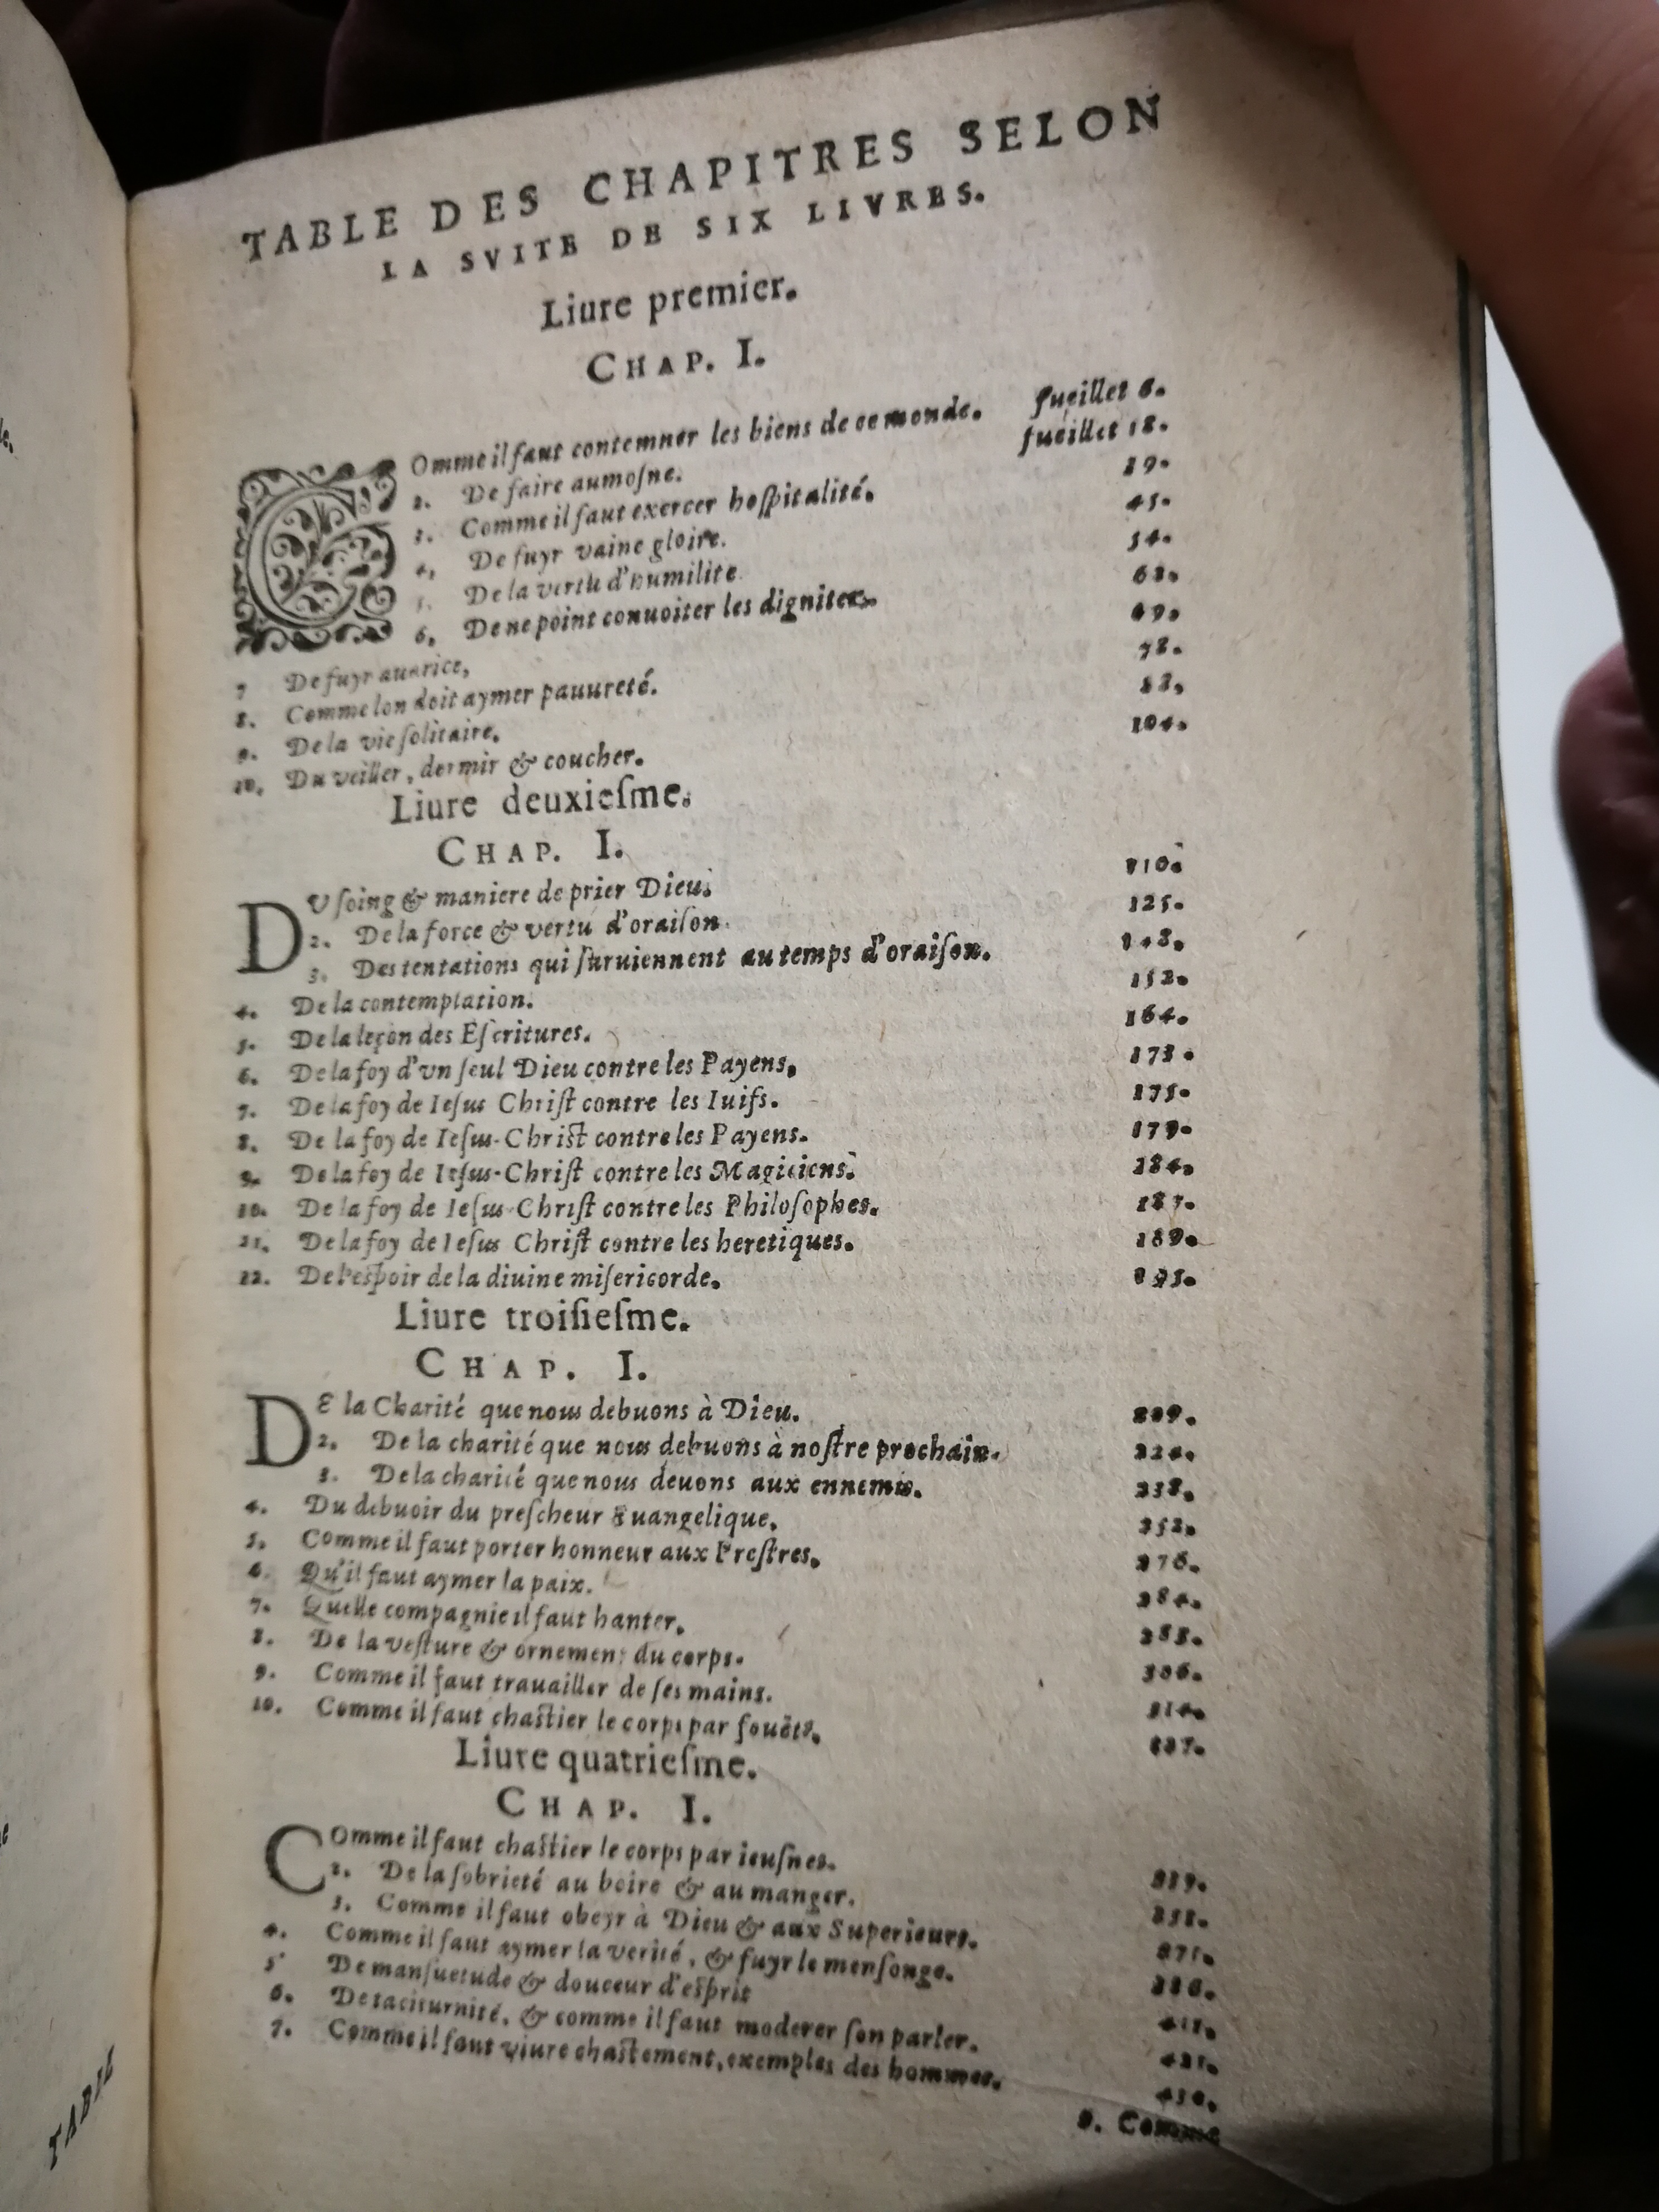 TABLE DES CHAPITRES SELON
LA SVITE DE SIX LIVRES.
Liure premier.
CHAP. I.
COmme il faut contemner les biens de ce monde. fueillet 6.
2. De faire aumoſne. fueillet 18.
3. Comme il faut exercer hoſpitalité. 29.
4. De fuyr vaine gloire. 45.
5. De la vertu d'humilite 54.
6. De ne point conuoiter les dignitez.
7 De fuyr auarice,
8. Comme lon doit aymer pauureté. 78.
9. De la vie ſolitaire.
10. Du veiller, dormir & coucher. 104.
Liure deuxieſme.
CHAP. I.
DV ſoing & maniere de prier Dieu. 110.
2. De la force & vertu d'oraiſon. 125.
3. Des tentations qui ſuruiennent au temps d'oraiſon. 148.
4. De la contemplation. 152.
5. De la leçon des Eſcritures. 164.
6. De la foy d'vn ſeul Dieu contre les Payens. 173.
7. De la foy de Ieſus Chriſt contre les Iuifs. 175.
8. De la foy de Ieſus-Chriſt contre les Payens. 179.
9. De la foy de Ieſus-Chriſt contre les Magiciens. 184.
10. De la foy de Ieſus-Chriſt contre les Philoſophes. 187.
11. De la foy de Ieſus Chriſt contre les heretiques. 189.
12. De l'eſpoir de la diuine miſericorde. 195.
Liure troiſieſme.
CHAP. I.
DE la Charité que nous debuons à Dieu. 209.
2. De la charité que nous debuons à noſtre prochain. 224.
3. De la charité que nous deuons aux ennemis. 238.
4. Du debuoir du preſcheur Euangelique. 252.
5. Comme il faut porter honneur aux Preſtres. 276.
6. Qu'il faut aymer la paix. 284.
7. Quelle compagnie il faut hanter. 288.
8. De la veſture & ornement du corps. 306.
9. Comme il faut trauailler de ſes mains. 314.
10. Comme il faut chaſtier le corps par fouëts.
Liure quatrieſme.
CHAP. I.
COmme il faut chaſtier le corps par ieuſnes.
2. De la ſobrieté au boire & au manger. 358.
3. Comme il faut obeyr à Dieu & aux Superieurs. 371.
4. Comme il faut aymer la verité, & fuyr le menſonge. 386.
5 De manſuetude & douceur d'eſprit
6. De taciturnité, & comme il faut moderer ſon parler. 421.
7. Comme il faut viure chaſtement, exemples des hommes. 430.
8. Comme
TABLE